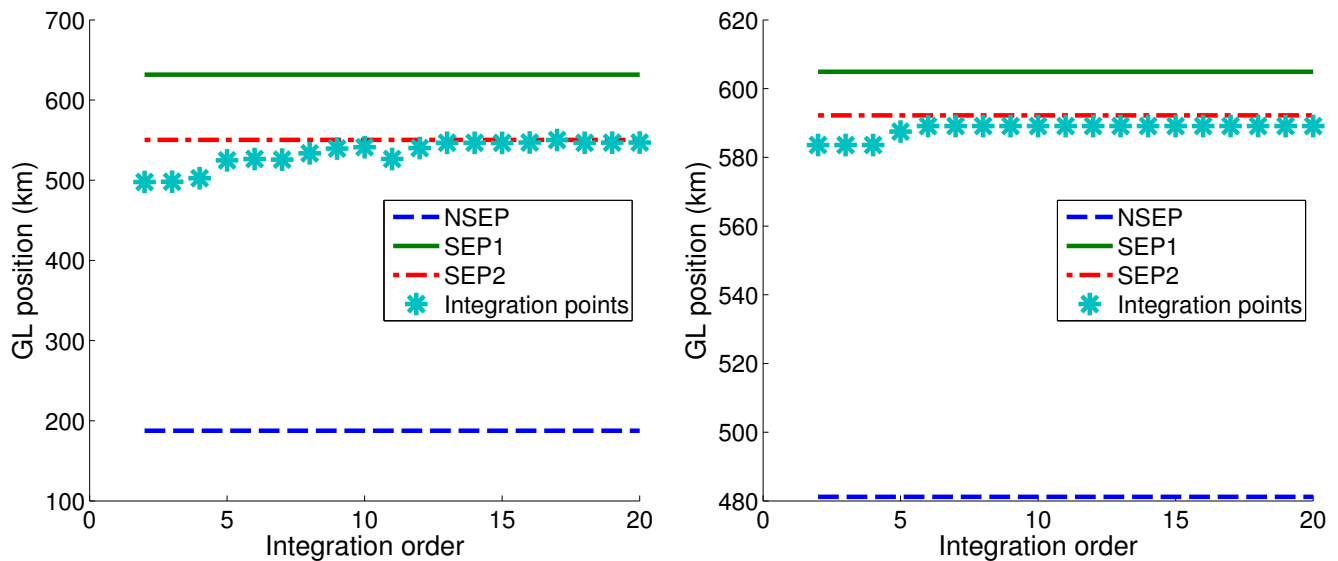 700
600
500
400
300
200
100
GL position (km)
0
5
10
15
20
Integration order
NSEP
SEP1
SEP2
Integration points
620
600
580
560
540
520
500
480
GL position (km)
0
5
10
15
20
Integration order
NSEP
SEP1
SEP2
Integration points